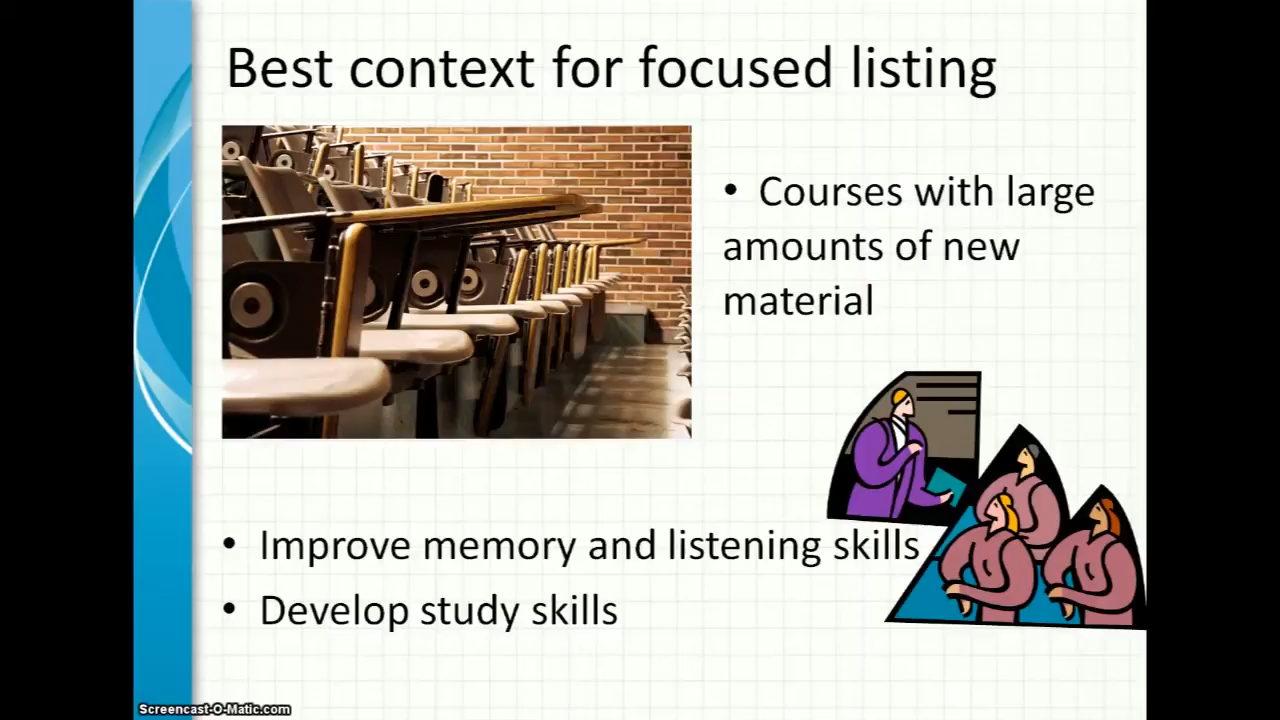 Best context for focused listing
• Courses with large
amounts of new
material
• Improve memory and listening skills
• Develop study skills
Screencast-O-Matic.com